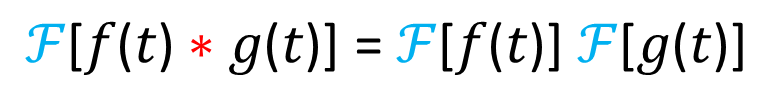 ℱ[f(t) * g(t)] = ℱ[f(t)] ℱ[g(t)]